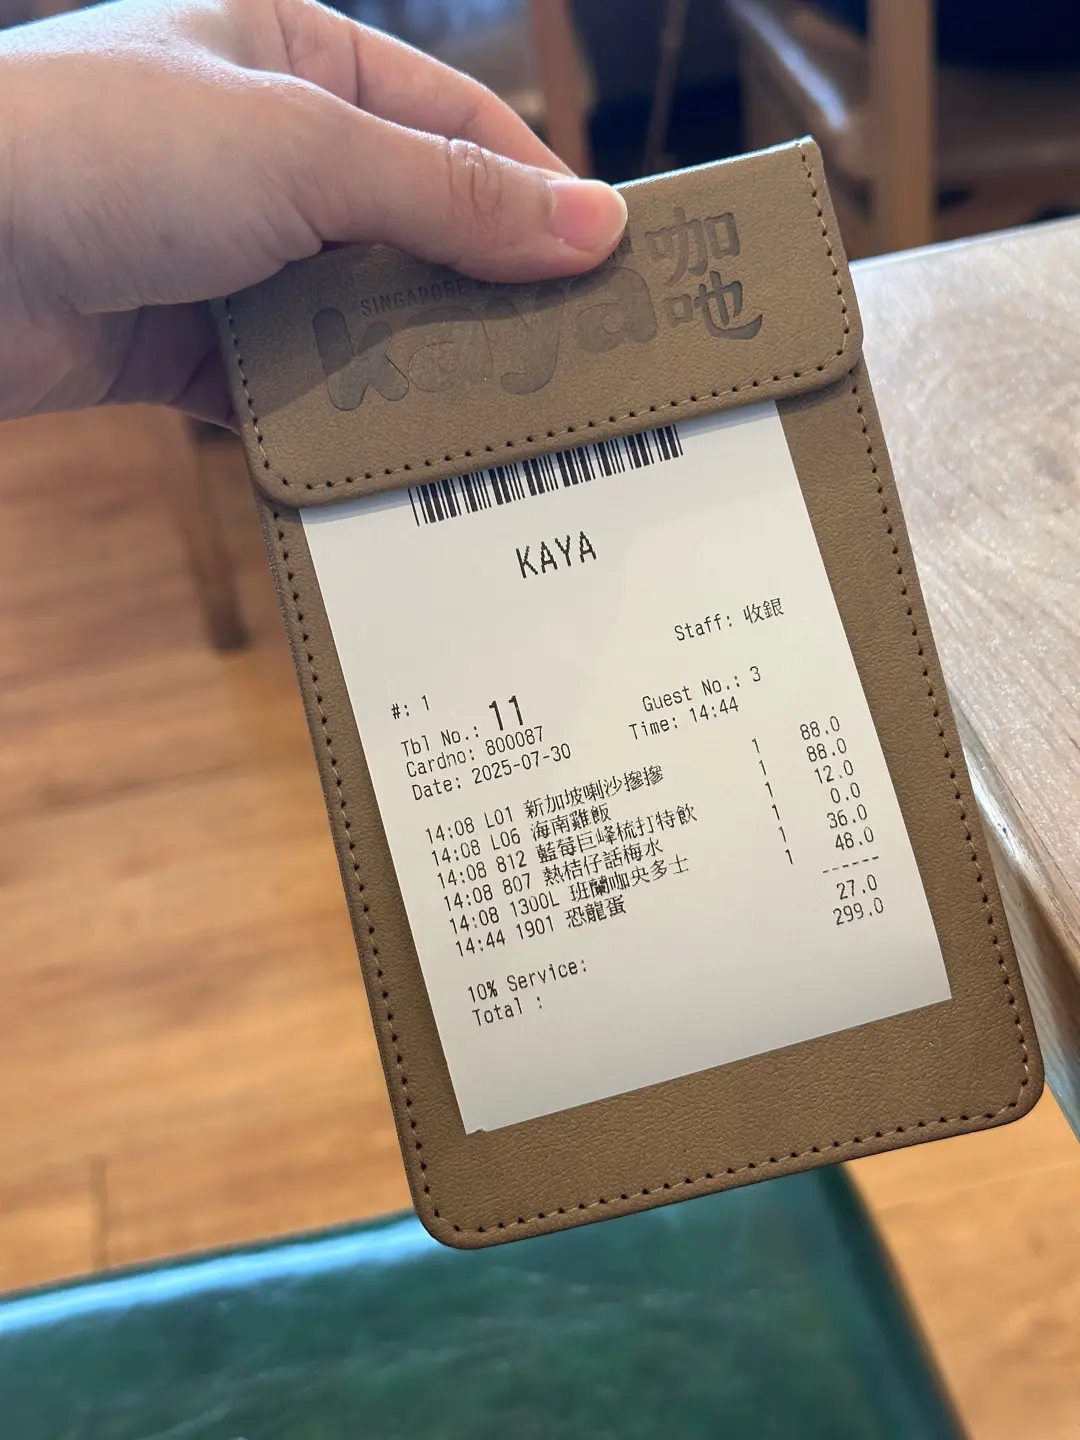 SINGAPORE
kaya 咖吔
KAYA
Staff: 收銀
#: 1
Tbl No.: 11 Guest No.: 3
Cardno: 800087 Time: 14:44
Date: 2025-07-30
14:08 L01 新加坡喇沙摻摻 1 88.0
14:08 L06 海南雞飯 1 88.0
14:08 812 藍莓巨峰梳打特飲 1 12.0
14:08 807 熱桔仔話梅水 1 0.0
14:08 1300L 班蘭咖央多士 1 36.0
14:44 1901 恐龍蛋 1 48.0
------
10% Service: 27.0
Total : 299.0